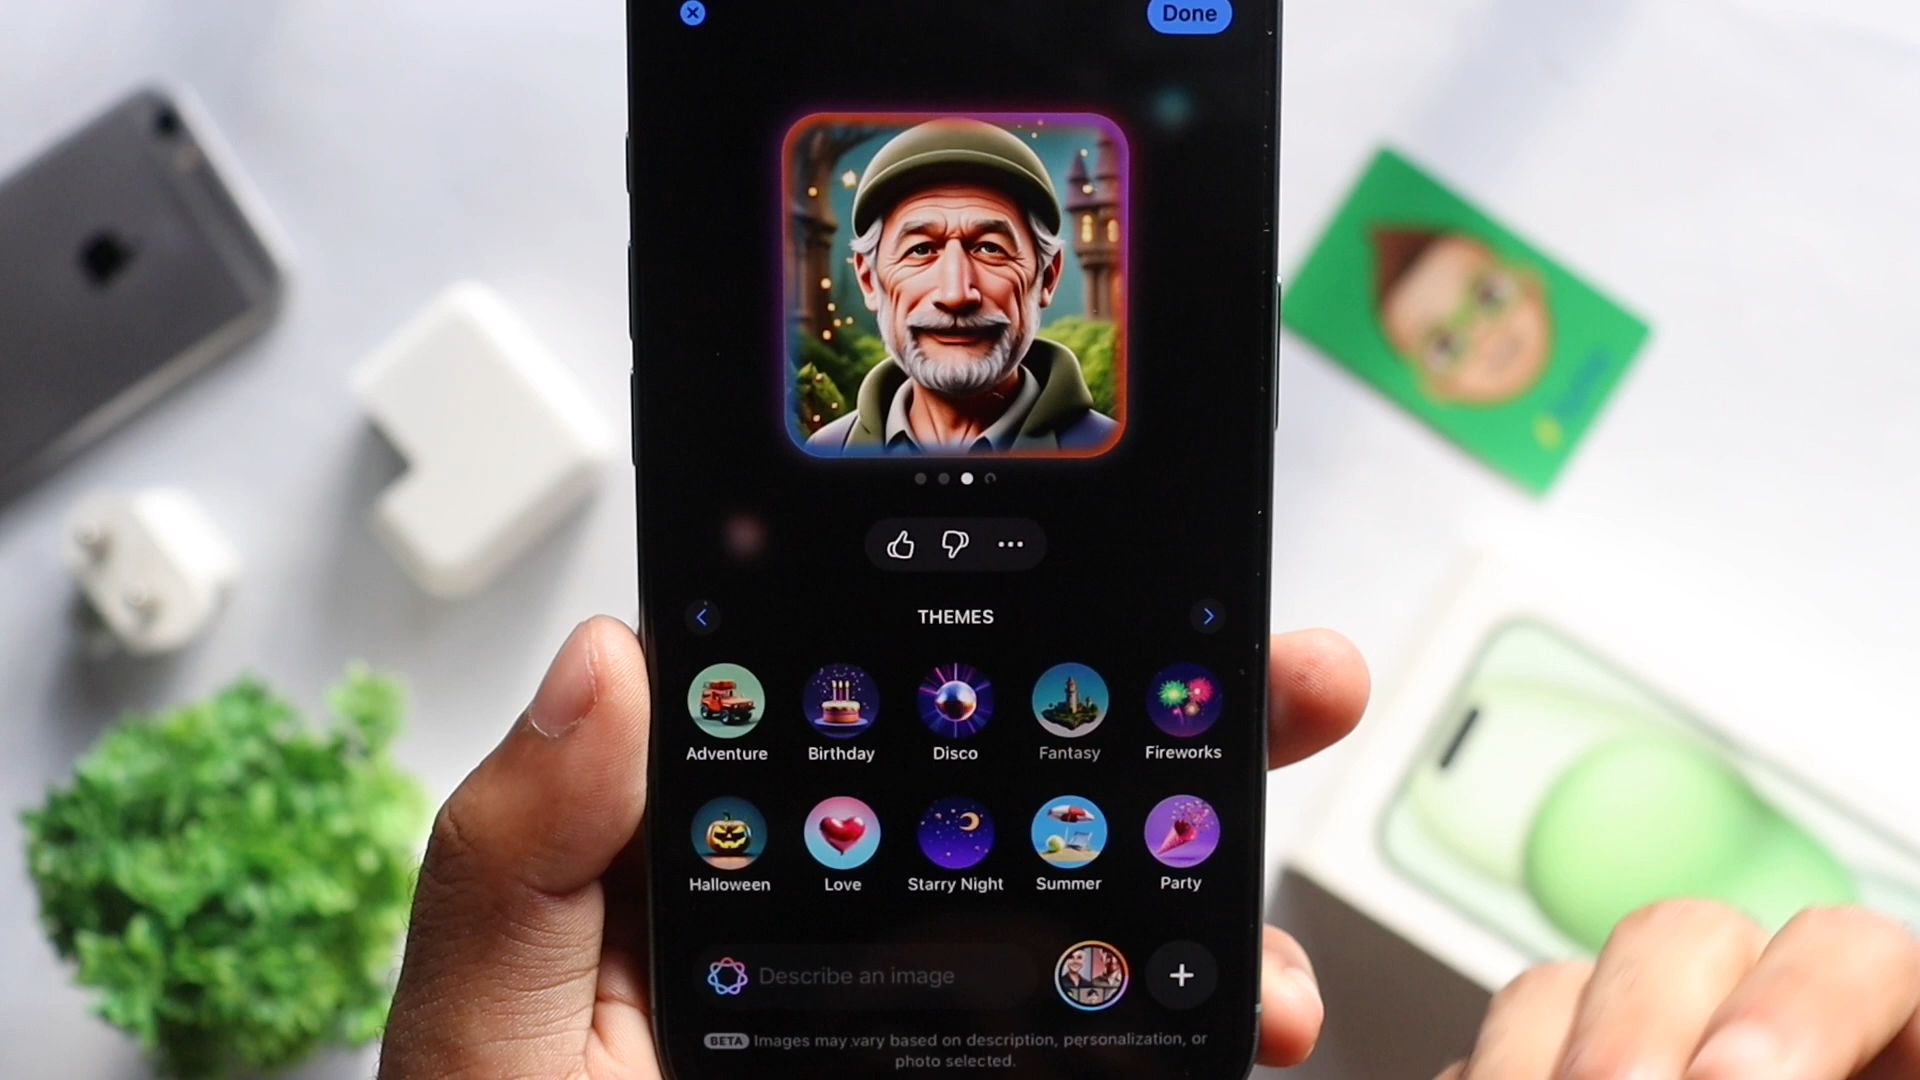 Done
THEMES
Adventure
Birthday
Disco
Fantasy
Fireworks
Halloween
Love
Starry Night
Summer
Party
Describe an image
BETA Images may vary based on description, personalization, or
photo selected.